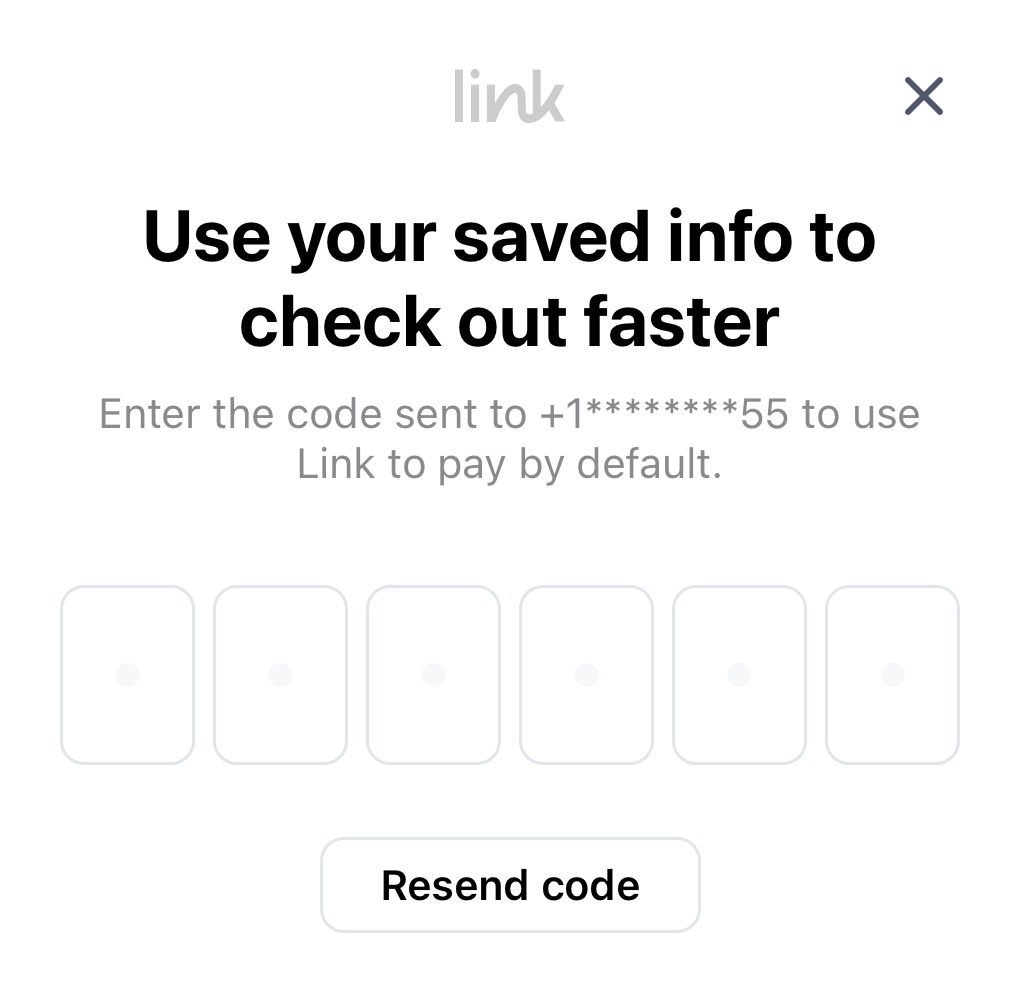 link
Use your saved info to
check out faster
Enter the code sent to +1********55 to use
Link to pay by default.
Resend code